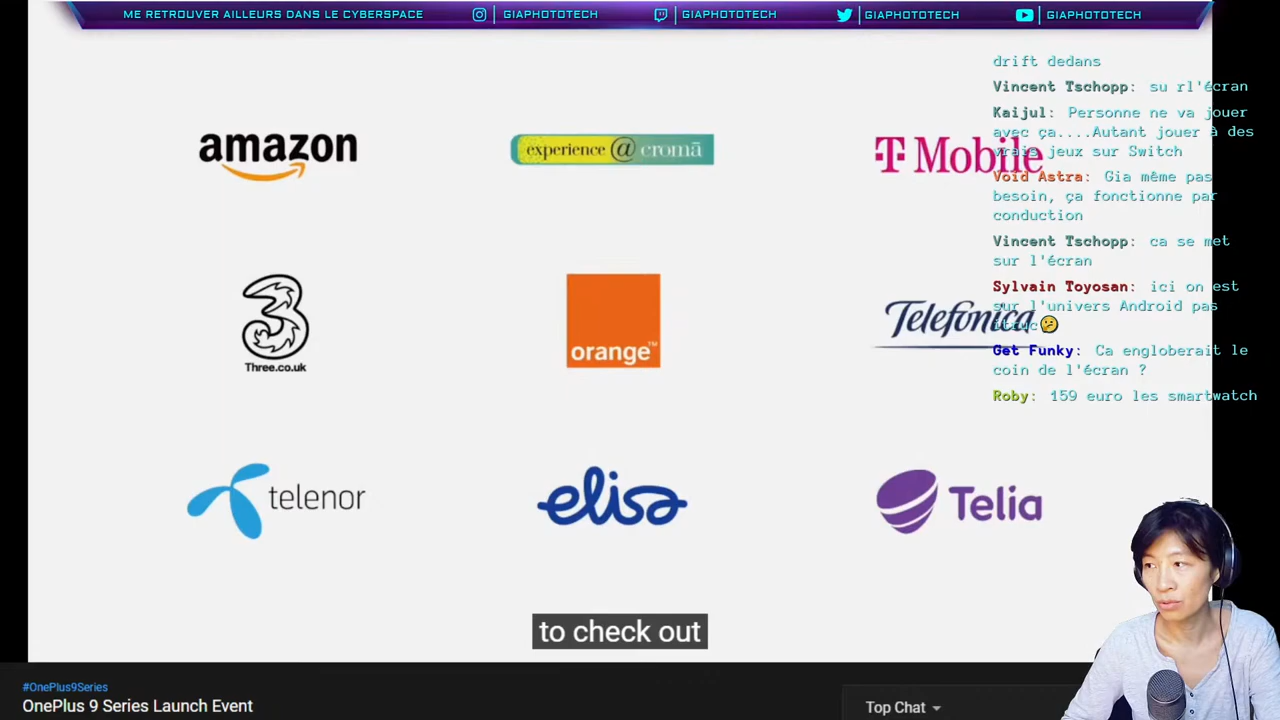 ME RETROUVER AILLEURS DANS LE CYBERSPACE
GIAPHOTOTECH
GIAPHOTOTECH
GIAPHOTOTECH
GIAPHOTOTECH
drift dedans
Vincent Tschopp: su rl'écran
Kaijul: Personne ne va jouer
avec ça....Autant jouer à des
vrais jeux sur Switch
Void Astra: Gia même pas
besoin, ça fonctionne par
conduction
Vincent Tschopp: ca se met
sur l'écran
Sylvain Toyosan: ici on est
sur l'univers Android pas
Get Funky: Ca engloberait le
coin de l'écran ?
Roby: 159 euro les smartwatch
amazon
experience @ cromā
T Mobile
3
Three.co.uk
orange™
Telefónica
telenor
elisa
Telia
to check out
#OnePlus9Series
OnePlus 9 Series Launch Event
Top Chat